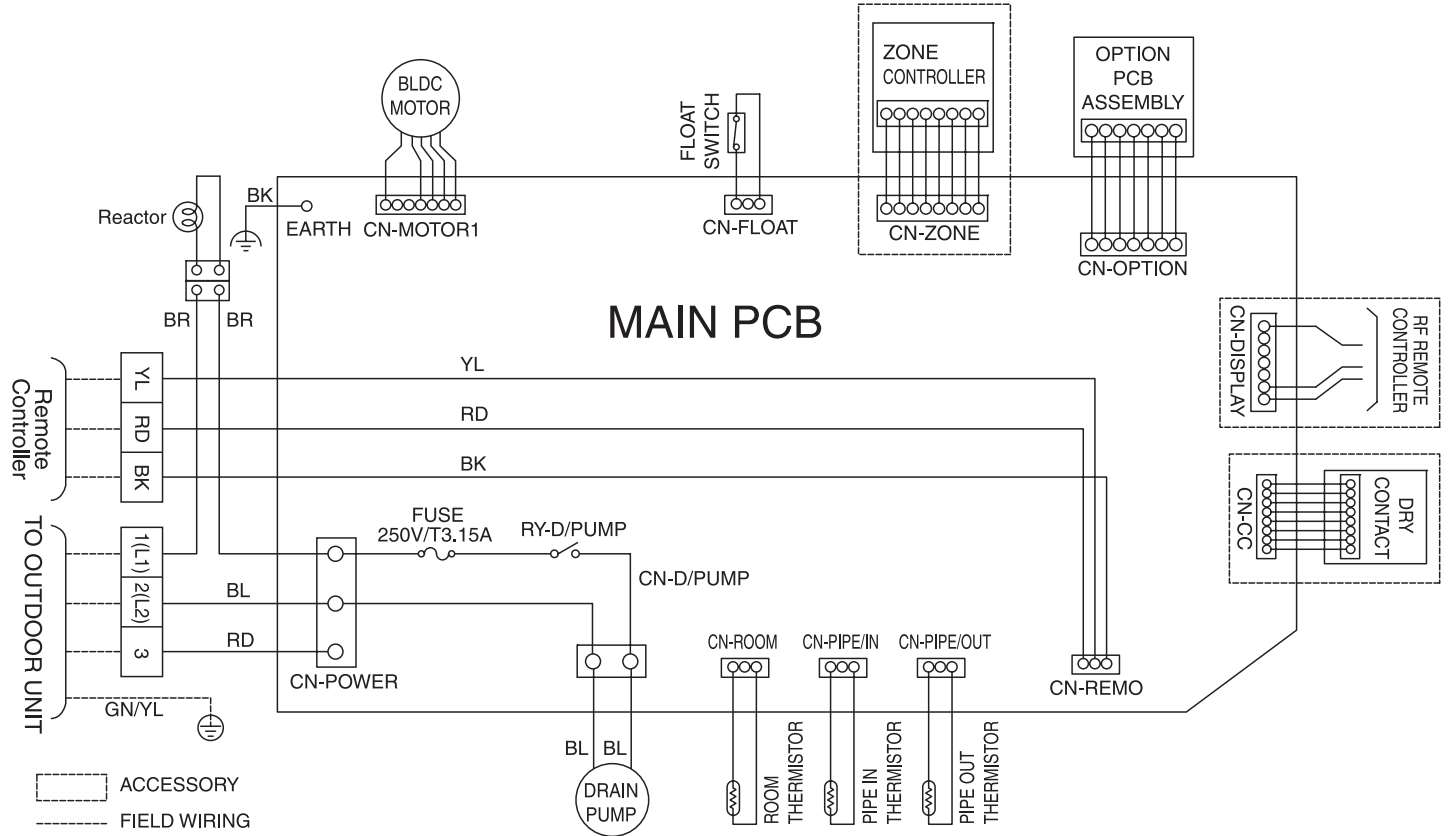 BLDC
MOTOR
FLOAT
SWITCH
ZONE
CONTROLLER
OPTION
PCB
ASSEMBLY
Reactor
BK
EARTH
CN-MOTOR1
CN-FLOAT
CN-ZONE
CN-OPTION
BR
BR
MAIN PCB
CN-DISPLAY
RF REMOTE
CONTROLLER
Remote
Controller
YL
YL
RD
RD
BK
BK
CN-CC
DRY
CONTACT
TO OUTDOOR UNIT
1(L1)
2(L2)
3
BL
RD
GN/YL
FUSE
250V/T3.15A
RY-D/PUMP
CN-D/PUMP
CN-POWER
CN-ROOM
CN-PIPE/IN
CN-PIPE/OUT
CN-REMO
BL
BL
DRAIN
PUMP
ROOM
THERMISTOR
PIPE IN
THERMISTOR
PIPE OUT
THERMISTOR
ACCESSORY
FIELD WIRING